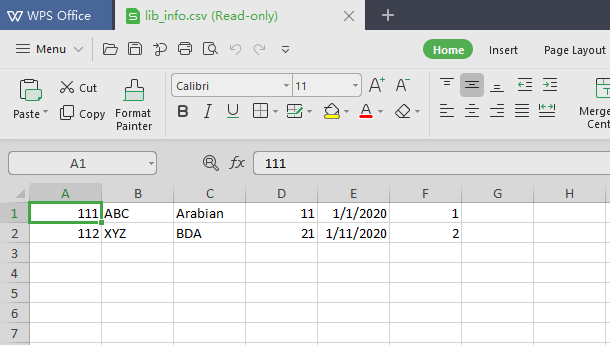 WPS Office lib_info.csv (Read-only)
Menu Home Insert Page Layout
Cut Calibri 11 A+ A-
Paste Copy Format Painter B I U A Merge Cent
A1 fx 111
A B C D E F G H
1 111 ABC Arabian 11 1/1/2020 1
2 112 XYZ BDA 21 1/11/2020 2
3
4
5
6
7